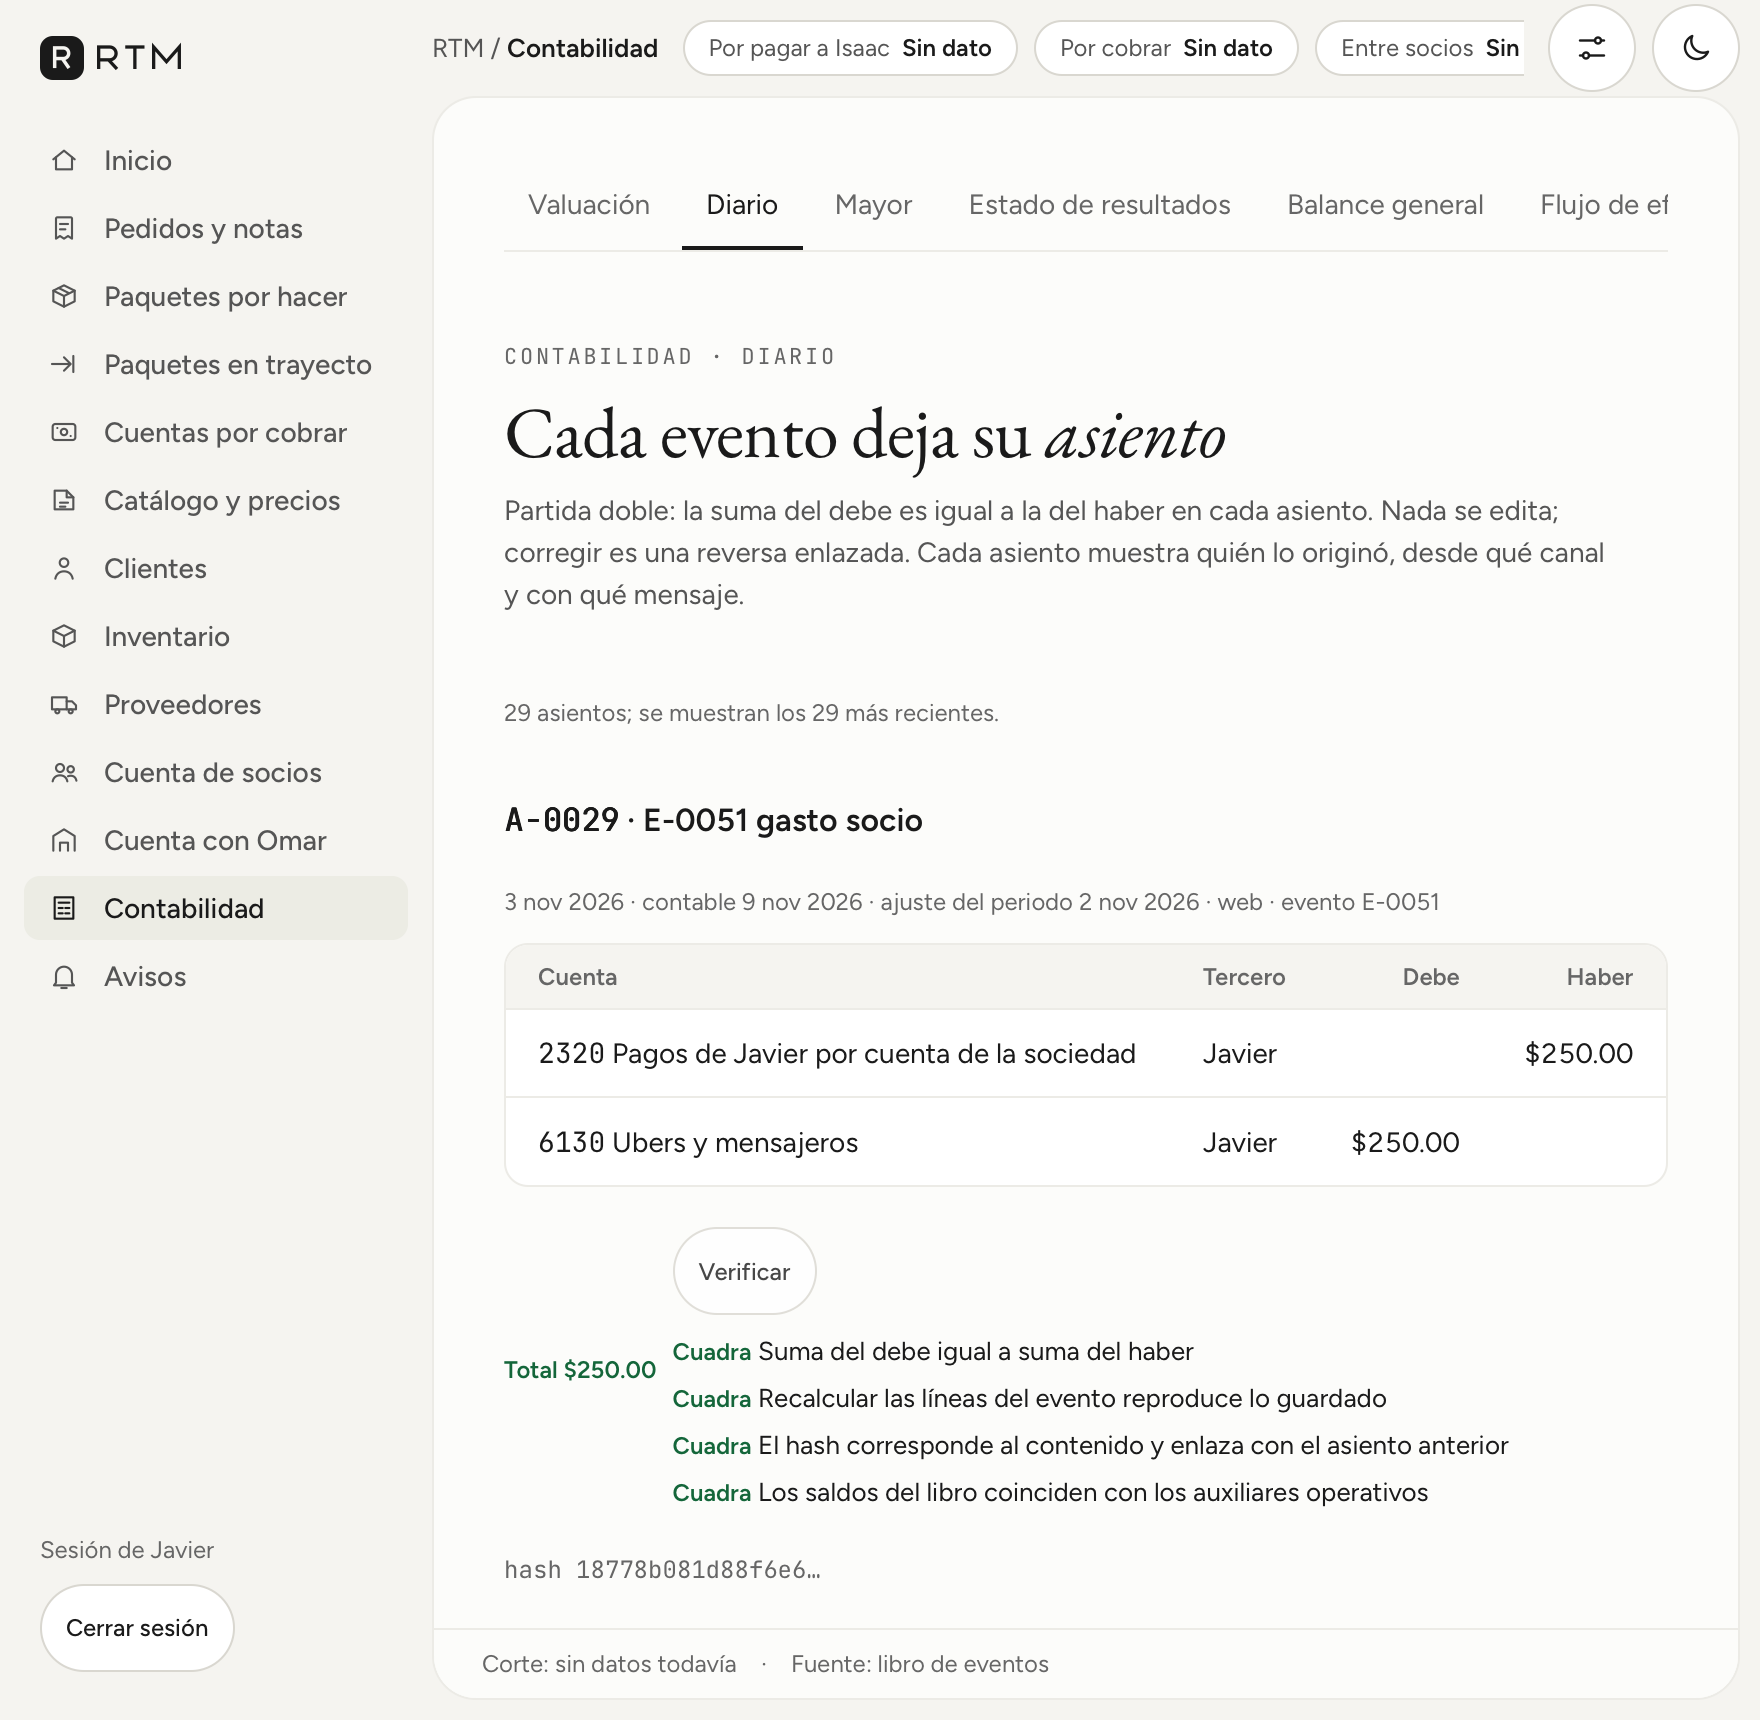 R RTM
Inicio
Pedidos y notas
Paquetes por hacer
Paquetes en trayecto
Cuentas por cobrar
Catálogo y precios
Clientes
Inventario
Proveedores
Cuenta de socios
Cuenta con Omar
Contabilidad
Avisos
Sesión de Javier
Cerrar sesión
RTM / Contabilidad
Por pagar a Isaac Sin dato
Por cobrar Sin dato
Entre socios Sin
Valuación Diario Mayor Estado de resultados Balance general Flujo de ef
CONTABILIDAD · DIARIO
Cada evento deja su asiento
Partida doble: la suma del debe es igual a la del haber en cada asiento. Nada se edita;
corregir es una reversa enlazada. Cada asiento muestra quién lo originó, desde qué canal
y con qué mensaje.
29 asientos; se muestran los 29 más recientes.
A-0029 · E-0051 gasto socio
3 nov 2026 · contable 9 nov 2026 · ajuste del periodo 2 nov 2026 · web · evento E-0051
Cuenta Tercero Debe Haber
2320 Pagos de Javier por cuenta de la sociedad Javier $250.00
6130 Ubers y mensajeros Javier $250.00
Verificar
Total $250.00
Cuadra Suma del debe igual a suma del haber
Cuadra Recalcular las líneas del evento reproduce lo guardado
Cuadra El hash corresponde al contenido y enlaza con el asiento anterior
Cuadra Los saldos del libro coinciden con los auxiliares operativos
hash 18778b081d88f6e6…
Corte: sin datos todavía · Fuente: libro de eventos